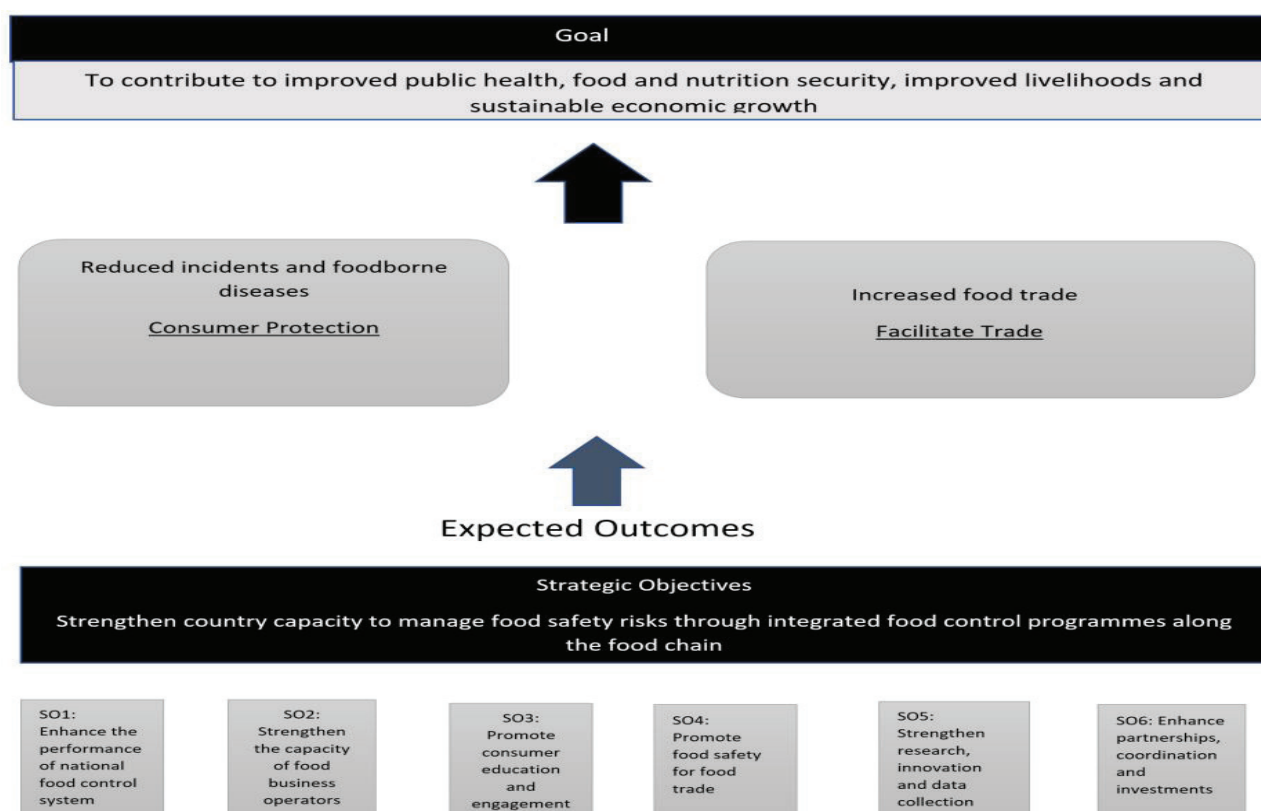 Goal
To contribute to improved public health, food and nutrition security, improved livelihoods and
sustainable economic growth
Reduced incidents and foodborne
diseases
Consumer Protection
Increased food trade
Facilitate Trade
Expected Outcomes
Strategic Objectives
Strengthen country capacity to manage food safety risks through integrated food control programmes along
the food chain
SO1:
Enhance the
performance
of national
food control
system
SO2:
Strengthen
the capacity
of food
business
operators
SO3:
Promote
consumer
education
and
engagement
SO4:
Promote
food safety
for food
trade
SO5:
Strengthen
research,
innovation
and data
collection
SO6: Enhance
partnerships,
coordination
and
investments